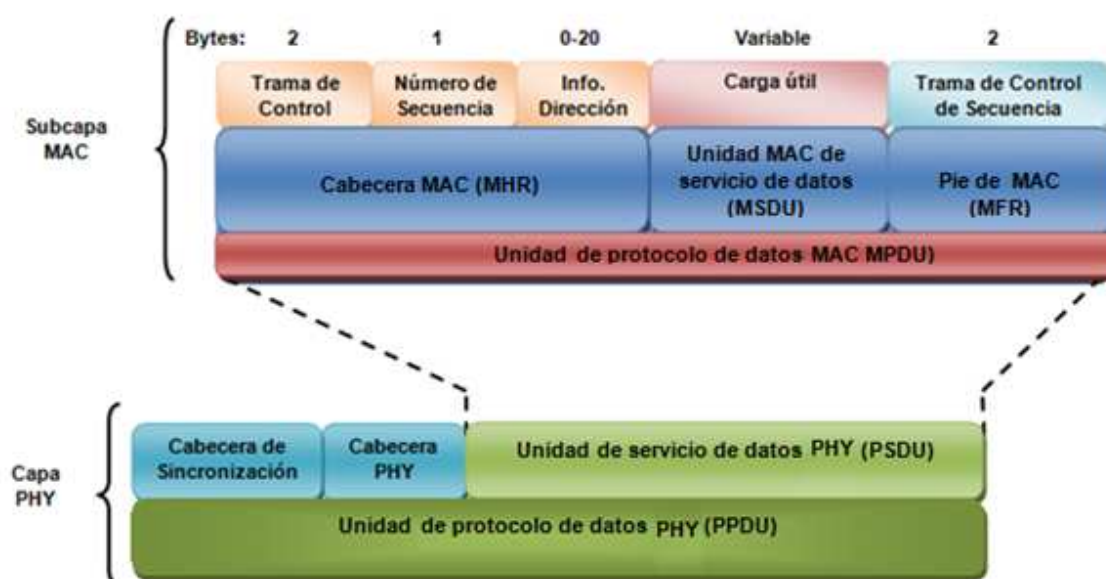 Bytes: 2 1 0-20 Variable 2
Trama de
Control
Número de
Secuencia
Info.
Dirección
Carga útil
Trama de Control
de Secuencia
Subcapa
MAC
Cabecera MAC (MHR)
Unidad MAC de
servicio de datos
(MSDU)
Pie de MAC
(MFR)
Unidad de protocolo de datos MAC MPDU)
Capa
PHY
Cabecera de
Sincronización
Cabecera
PHY
Unidad de servicio de datos PHY (PSDU)
Unidad de protocolo de datos PHY (PPDU)